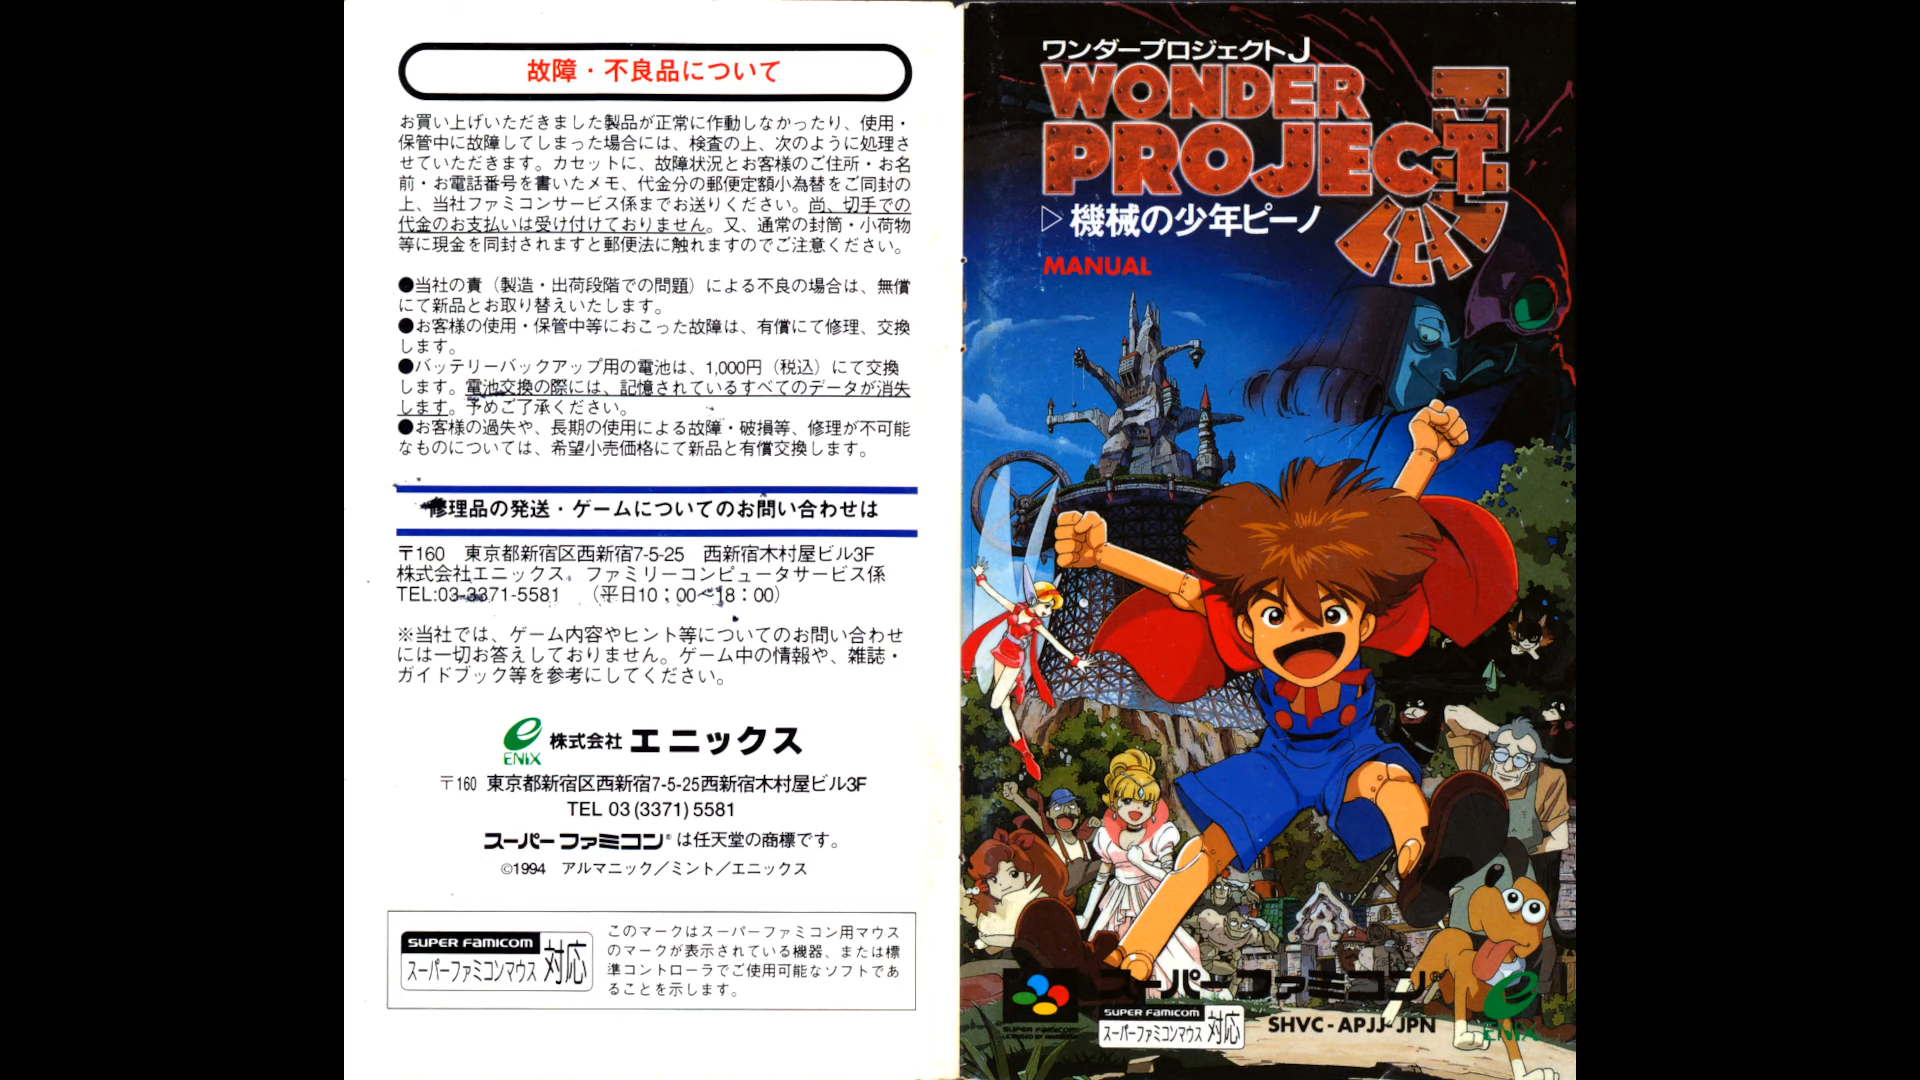 故障・不良品について
お買い上げいただきました製品が正常に作動しなかったり、使用・
保管中に故障してしまった場合には、検査の上、次のように処理さ
せていただきます。カセットに、故障状況とお客様のご住所・お名
前・お電話番号を書いたメモ、代金分の郵便定額小為替をご同封の
上、当社ファミコンサービス係までお送りください。尚、切手での
代金のお支払いは受け付けておりません。又、通常の封筒・小荷物
等に現金を同封されますと郵便法に触れますのでご注意ください。
●当社の責（製造・出荷段階での問題）による不良の場合は、無償
にて新品とお取り替えいたします。
●お客様の使用・保管中等におこった故障は、有償にて修理、交換
します。
●バッテリーバックアップ用の電池は、1,000円（税込）にて交換
します。電池交換の際には、記憶されているすべてのデータが消失
します。予めご了承ください。
●お客様の過失や、長期の使用による故障・破損等、修理が不可能
なものについては、希望小売価格にて新品と有償交換します。
修理品の発送・ゲームについてのお問い合わせは
〒160 東京都新宿区西新宿7-5-25 西新宿木村屋ビル3F
株式会社エニックス。ファミリーコンピュータサービス係
TEL:03-3371-5581 （平日10：00〜18：00）
※当社では、ゲーム内容やヒント等についてのお問い合わせ
には一切お答えしておりません。ゲーム中の情報や、雑誌・
ガイドブック等を参考にしてください。
ENIX 株式会社 エニックス
〒160 東京都新宿区西新宿7-5-25西新宿木村屋ビル3F
TEL 03(3371)5581
スーパーファミコン®は任天堂の商標です。
©1994 アルマニック／ミント／エニックス
SUPER FAMICOM
スーパーファミコンマウス 対応
このマークはスーパーファミコン用マウス
のマークが表示されている機器、または標
準コントローラでご使用可能なソフトであ
ることを示します。
ワンダープロジェクトJ
WONDER
PROJECT J
▷機械の少年ピーノ
MANUAL
スーパーファミコン®
SUPER FAMICOM
LICENSED BY NINTENDO
SUPER FAMICOM
スーパーファミコンマウス 対応
SHVC-APJJ-JPN
ENIX